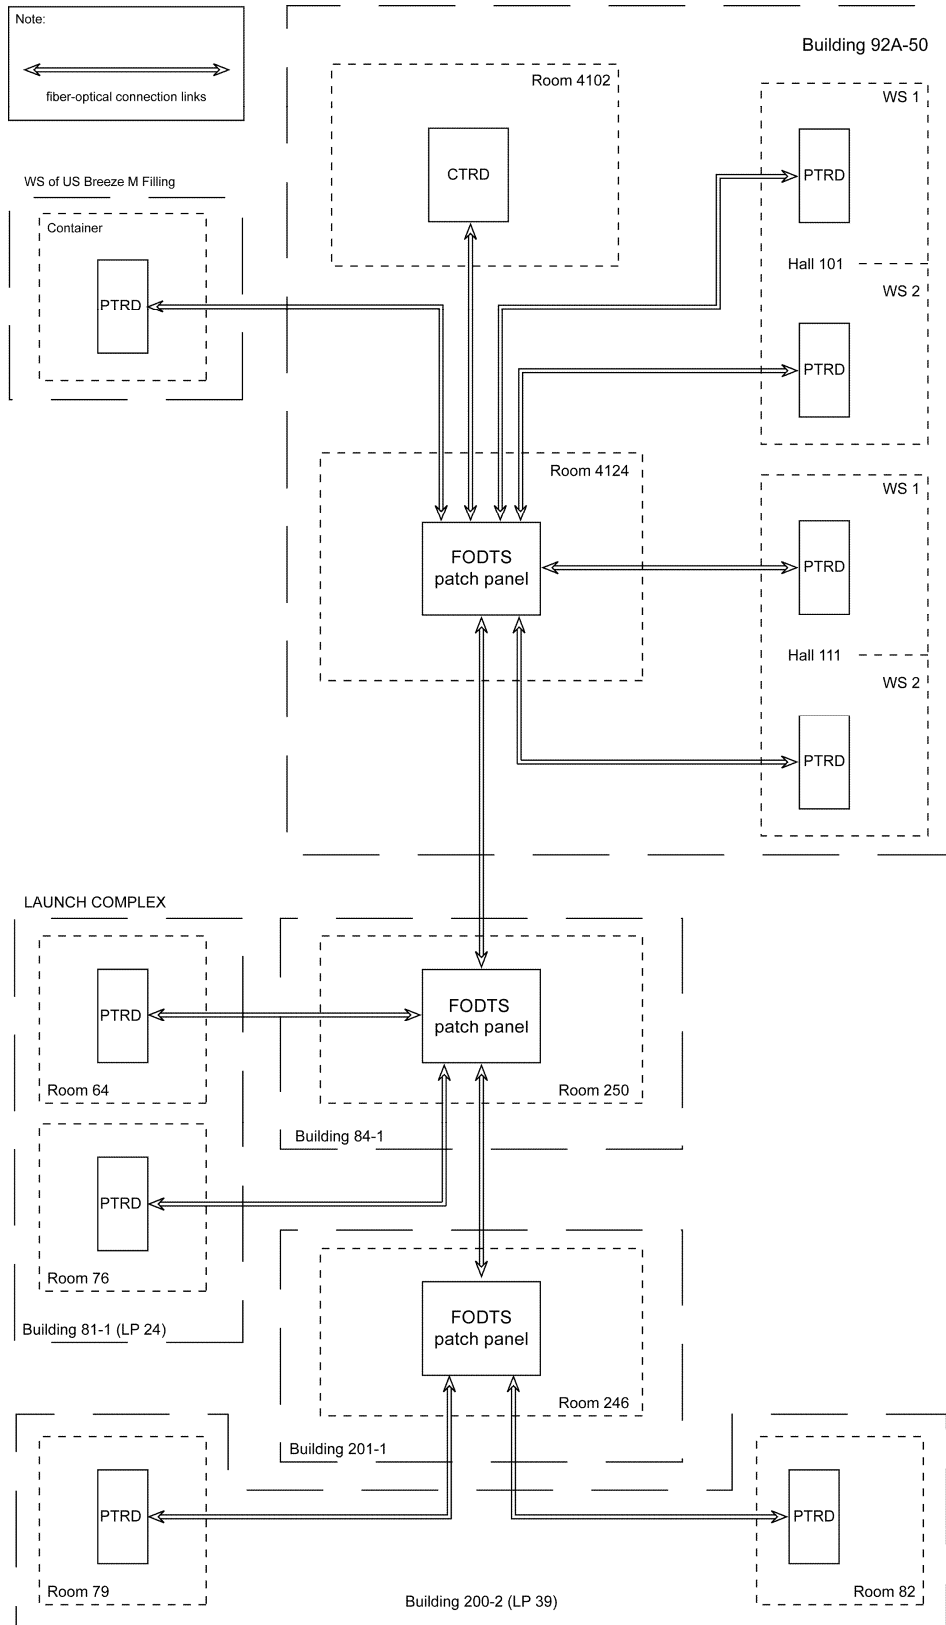 Note:
fiber-optical connection links
Building 92A-50
Room 4102
CTRD
WS 1
PTRD
Hall 101
WS 2
PTRD
WS of US Breeze M Filling
Container
PTRD
Room 4124
FODTS
patch panel
WS 1
PTRD
Hall 111
WS 2
PTRD
LAUNCH COMPLEX
PTRD
Room 64
FODTS
patch panel
Room 250
Building 84-1
PTRD
Room 76
Building 81-1 (LP 24)
FODTS
patch panel
Room 246
Building 201-1
PTRD
Room 79
PTRD
Room 82
Building 200-2 (LP 39)